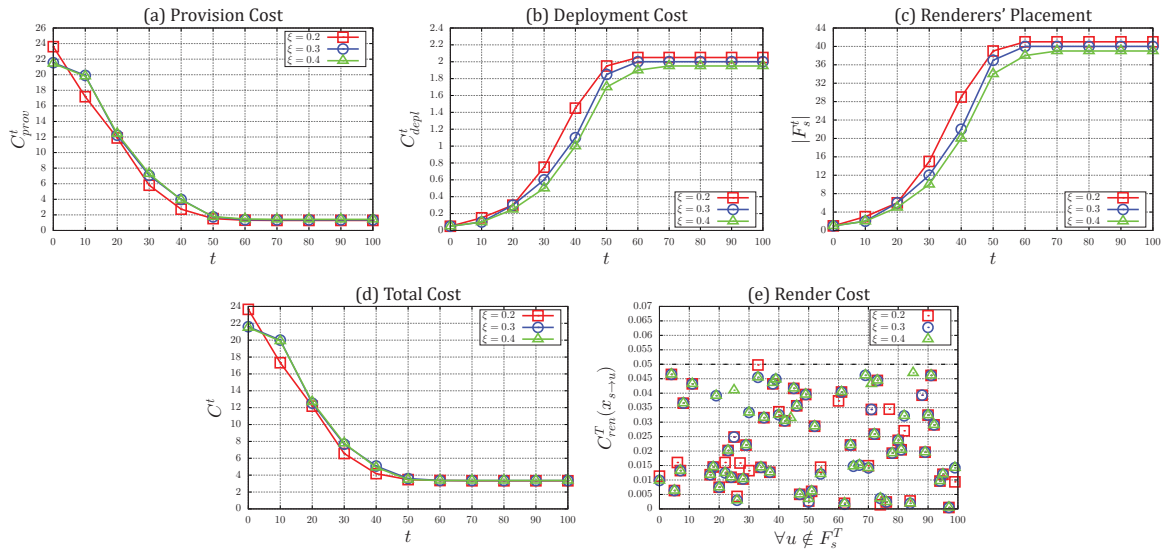 (a) Provision Cost
26
24
22
20
18
16
14
12
10
8
6
4
2
0
0 10 20 30 40 50 60 70 80 90 100
C^t_{prov}
t
ξ = 0.2
ξ = 0.3
ξ = 0.4
(b) Deployment Cost
2.4
2.2
2
1.8
1.6
1.4
1.2
1
0.8
0.6
0.4
0.2
0
0 10 20 30 40 50 60 70 80 90 100
C^t_{depl}
t
ξ = 0.2
ξ = 0.3
ξ = 0.4
(c) Renderers’ Placement
40
36
32
28
24
20
16
12
8
4
0
0 10 20 30 40 50 60 70 80 90 100
|F^t_s|
t
ξ = 0.2
ξ = 0.3
ξ = 0.4
(d) Total Cost
24
22
20
18
16
14
12
10
8
6
4
2
0
0 10 20 30 40 50 60 70 80 90 100
C^t
t
ξ = 0.2
ξ = 0.3
ξ = 0.4
(e) Render Cost
0.07
0.065
0.06
0.055
0.05
0.045
0.04
0.035
0.03
0.025
0.02
0.015
0.01
0.005
0
0 10 20 30 40 50 60 70 80 90 100
C^T_{ren}(x_{s→u})
∀u ∉ F^T_s
ξ = 0.2
ξ = 0.3
ξ = 0.4